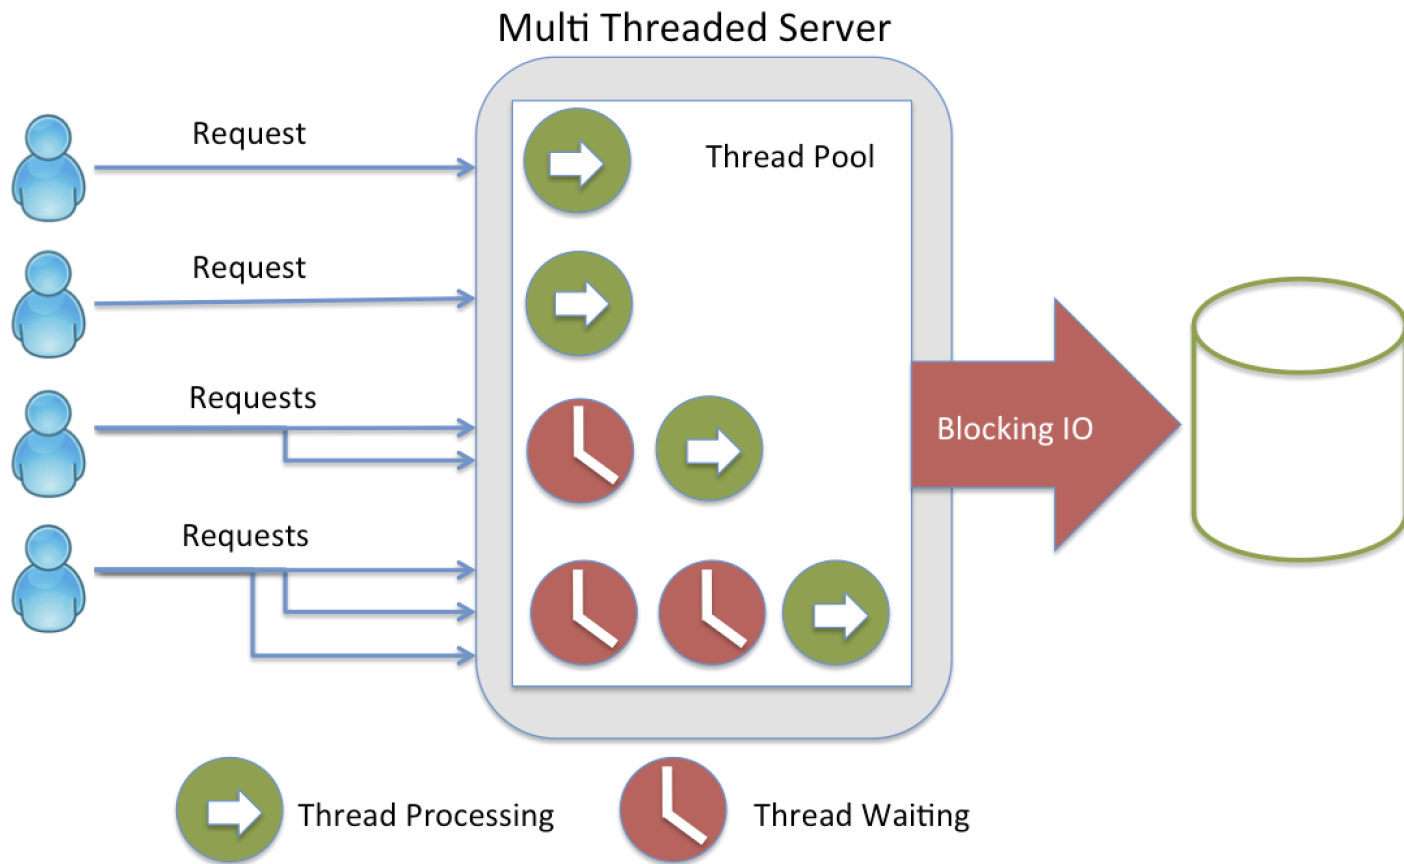 Multi Threaded Server
Request
Thread Pool
Request
Requests
Blocking IO
Requests
Thread Processing
Thread Waiting